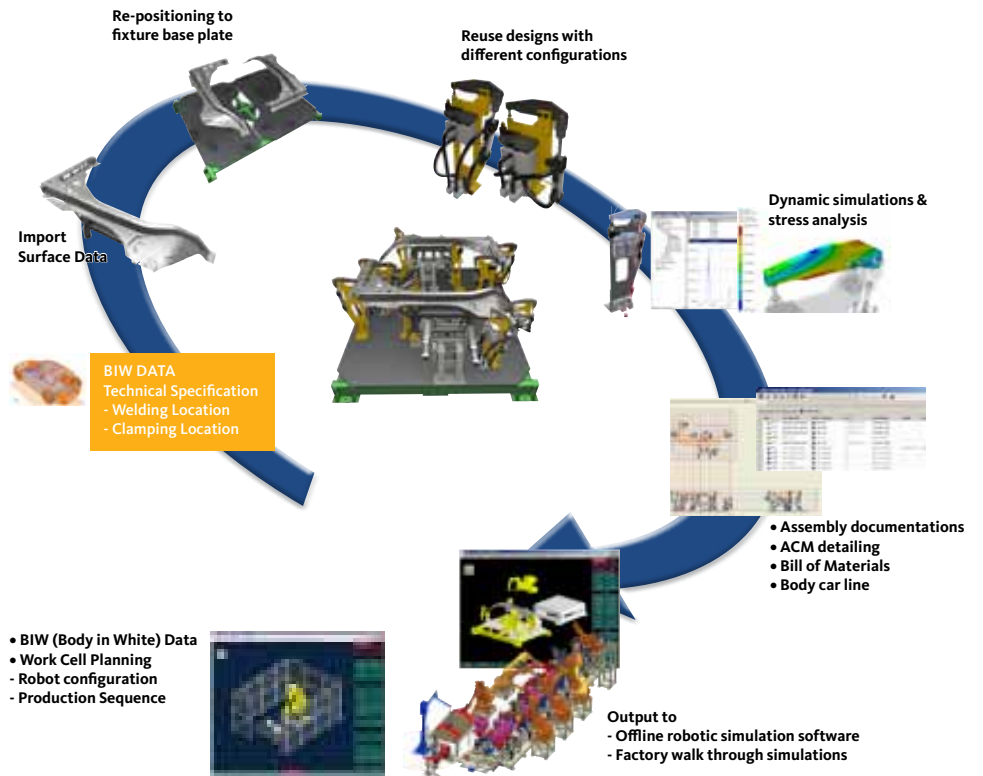 Re-positioning to
fixture base plate
Reuse designs with
different configurations
Dynamic simulations &
stress analysis
Import
Surface Data
BIW DATA
Technical Specification
- Welding Location
- Clamping Location
• Assembly documentations
• ACM detailing
• Bill of Materials
• Body car line
• BIW (Body in White) Data
• Work Cell Planning
- Robot configuration
- Production Sequence
Output to
- Offline robotic simulation software
- Factory walk through simulations